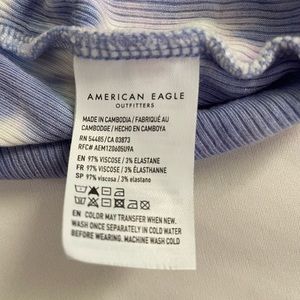 AMERICAN EAGLE
OUTFITTERS
MADE IN CAMBODIA / FABRIQUÉ AU
CAMBODGE / HECHO EN CAMBOYA
RN 54485/CA 03873
RFC# AEM120605U9A
EN 97% VISCOSE / 3% ELASTANE
FR 97% VISCOSE / 3% ELASTHANNE
SP 97% viscosa / 3% elastano
EN COLOR MAY TRANSFER WHEN NEW.
WASH ONCE SEPARATELY IN COLD WATER
BEFORE WEARING. MACHINE WASH COLD